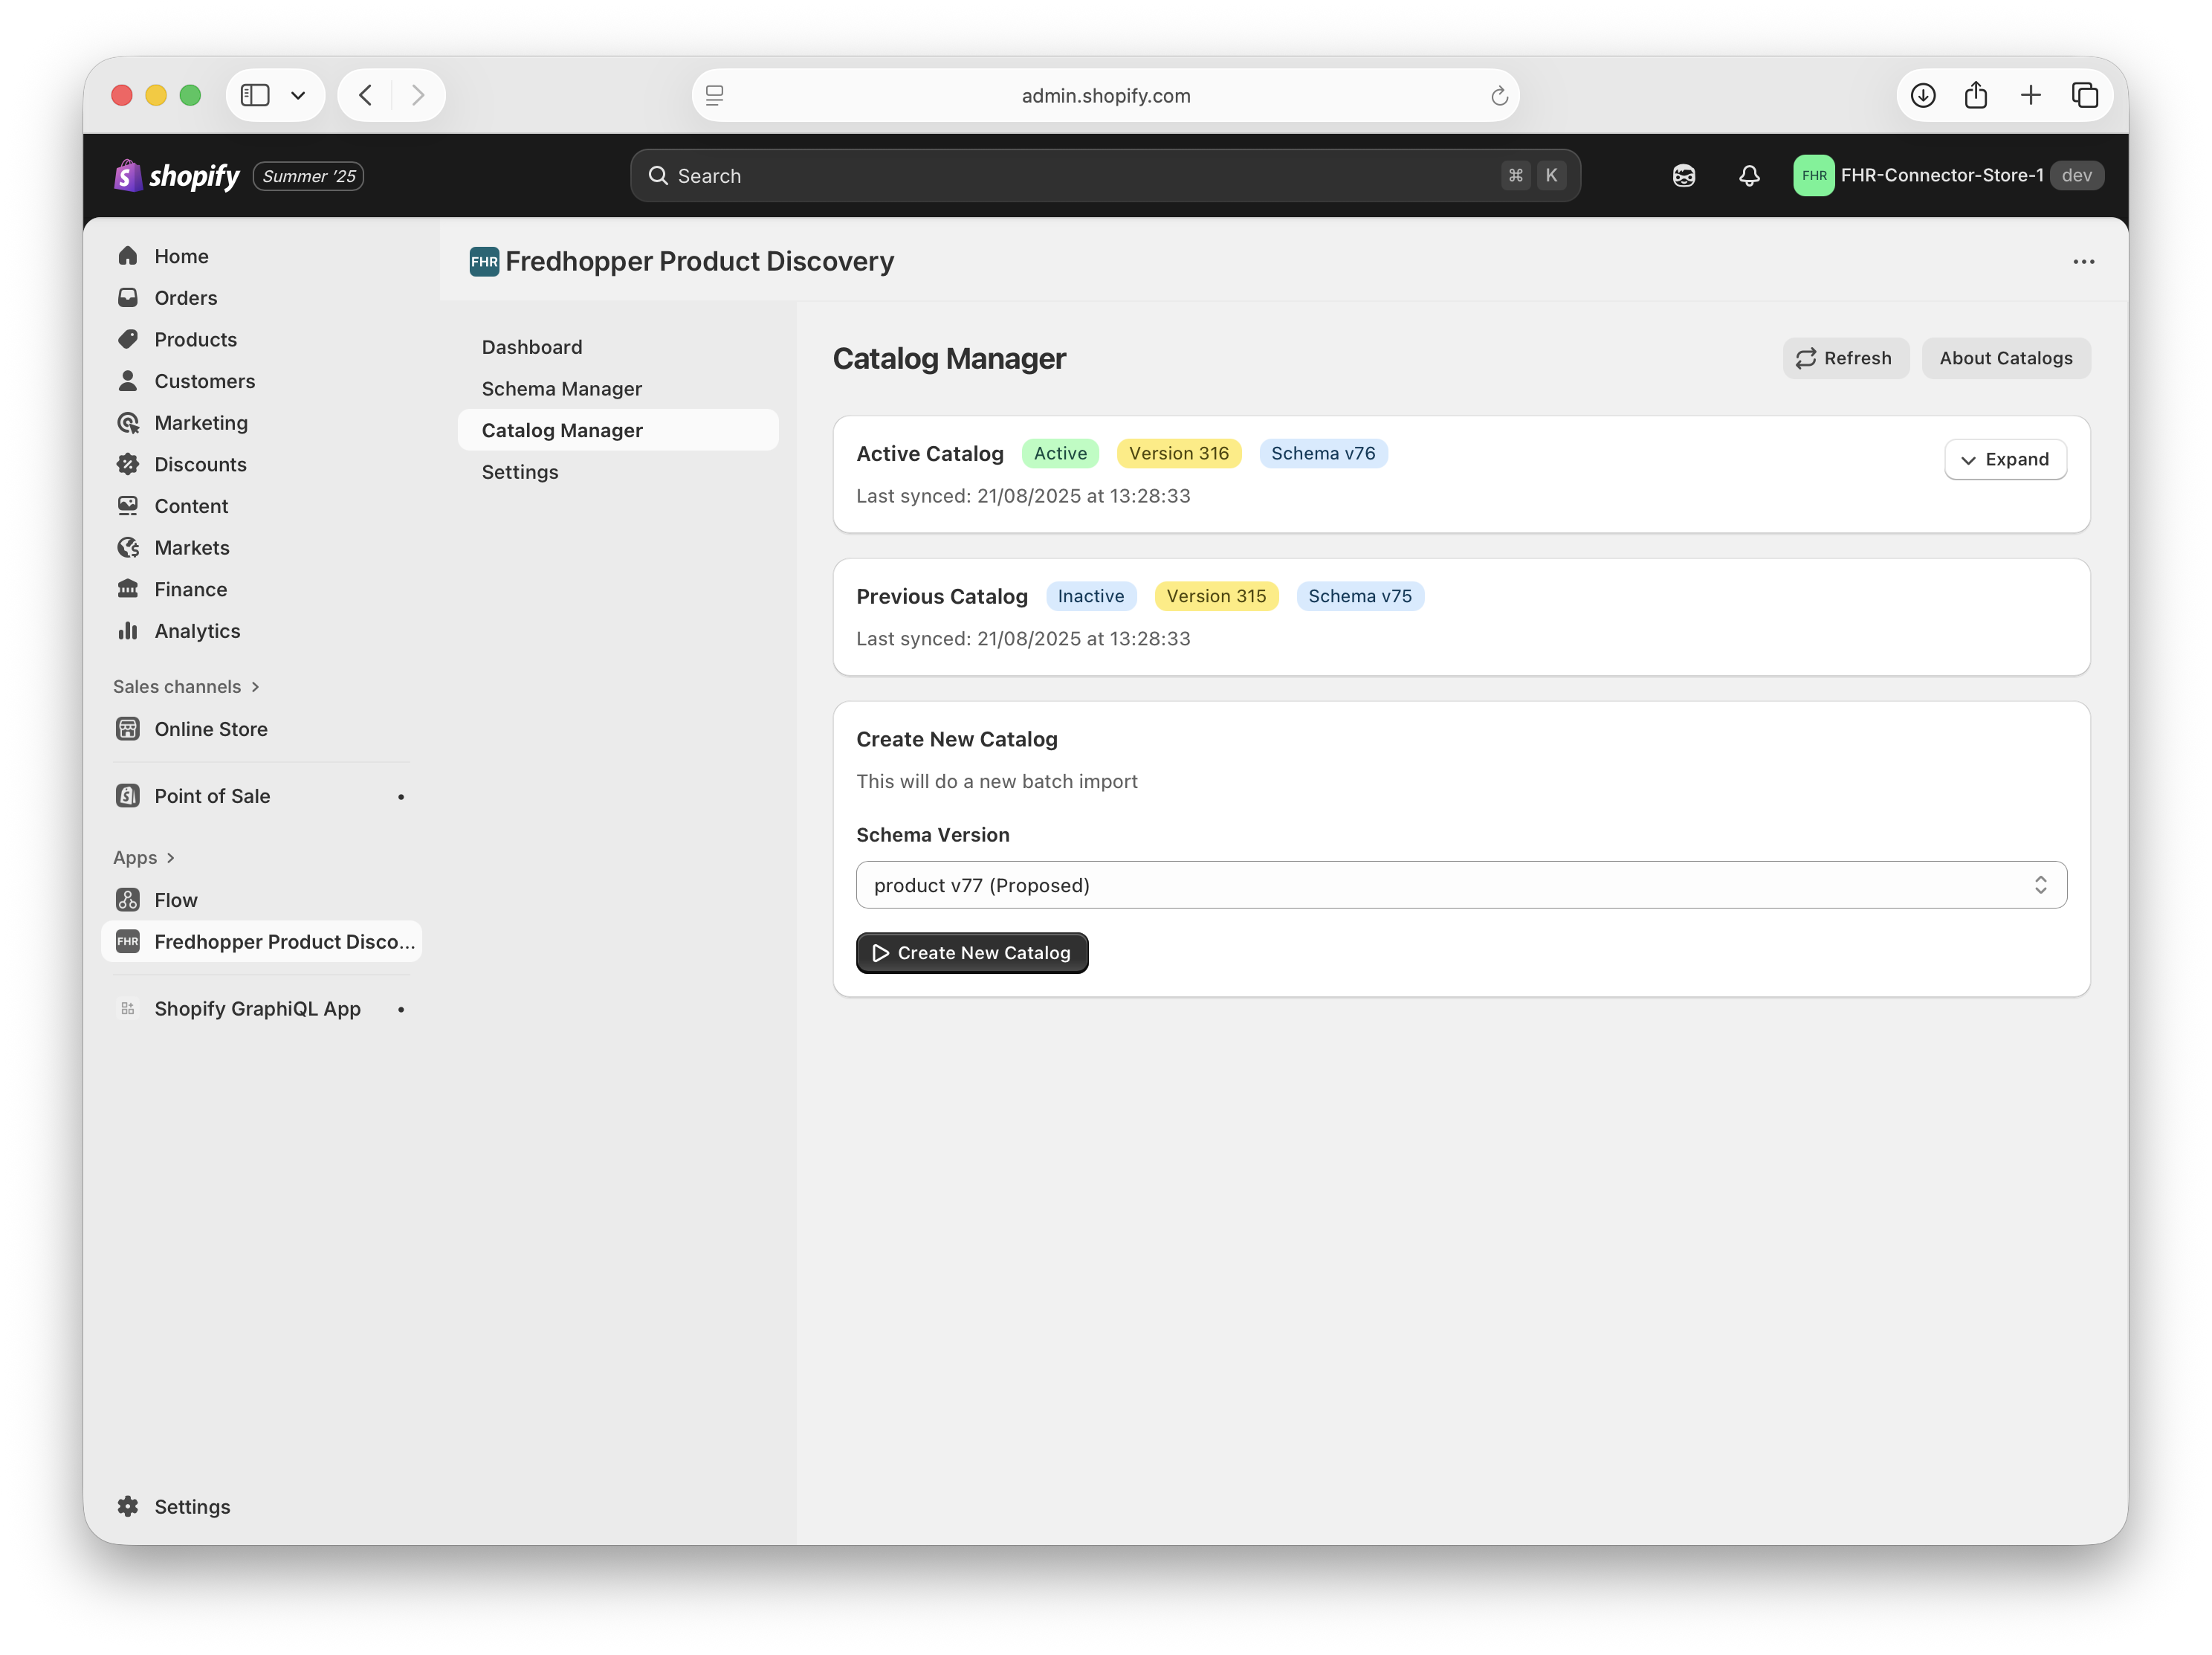 admin.shopify.com
shopify Summer '25
Search ⌘ K
FHR FHR-Connector-Store-1 dev
Home
Orders
Products
Customers
Marketing
Discounts
Content
Markets
Finance
Analytics
Sales channels
Online Store
Point of Sale
Apps
Flow
FHR Fredhopper Product Disco...
Shopify GraphiQL App
Settings
FHR Fredhopper Product Discovery
Dashboard
Schema Manager
Catalog Manager
Settings
Catalog Manager
Refresh About Catalogs
Active Catalog Active Version 316 Schema v76
Expand
Last synced: 21/08/2025 at 13:28:33
Previous Catalog Inactive Version 315 Schema v75
Last synced: 21/08/2025 at 13:28:33
Create New Catalog
This will do a new batch import
Schema Version
product v77 (Proposed)
Create New Catalog